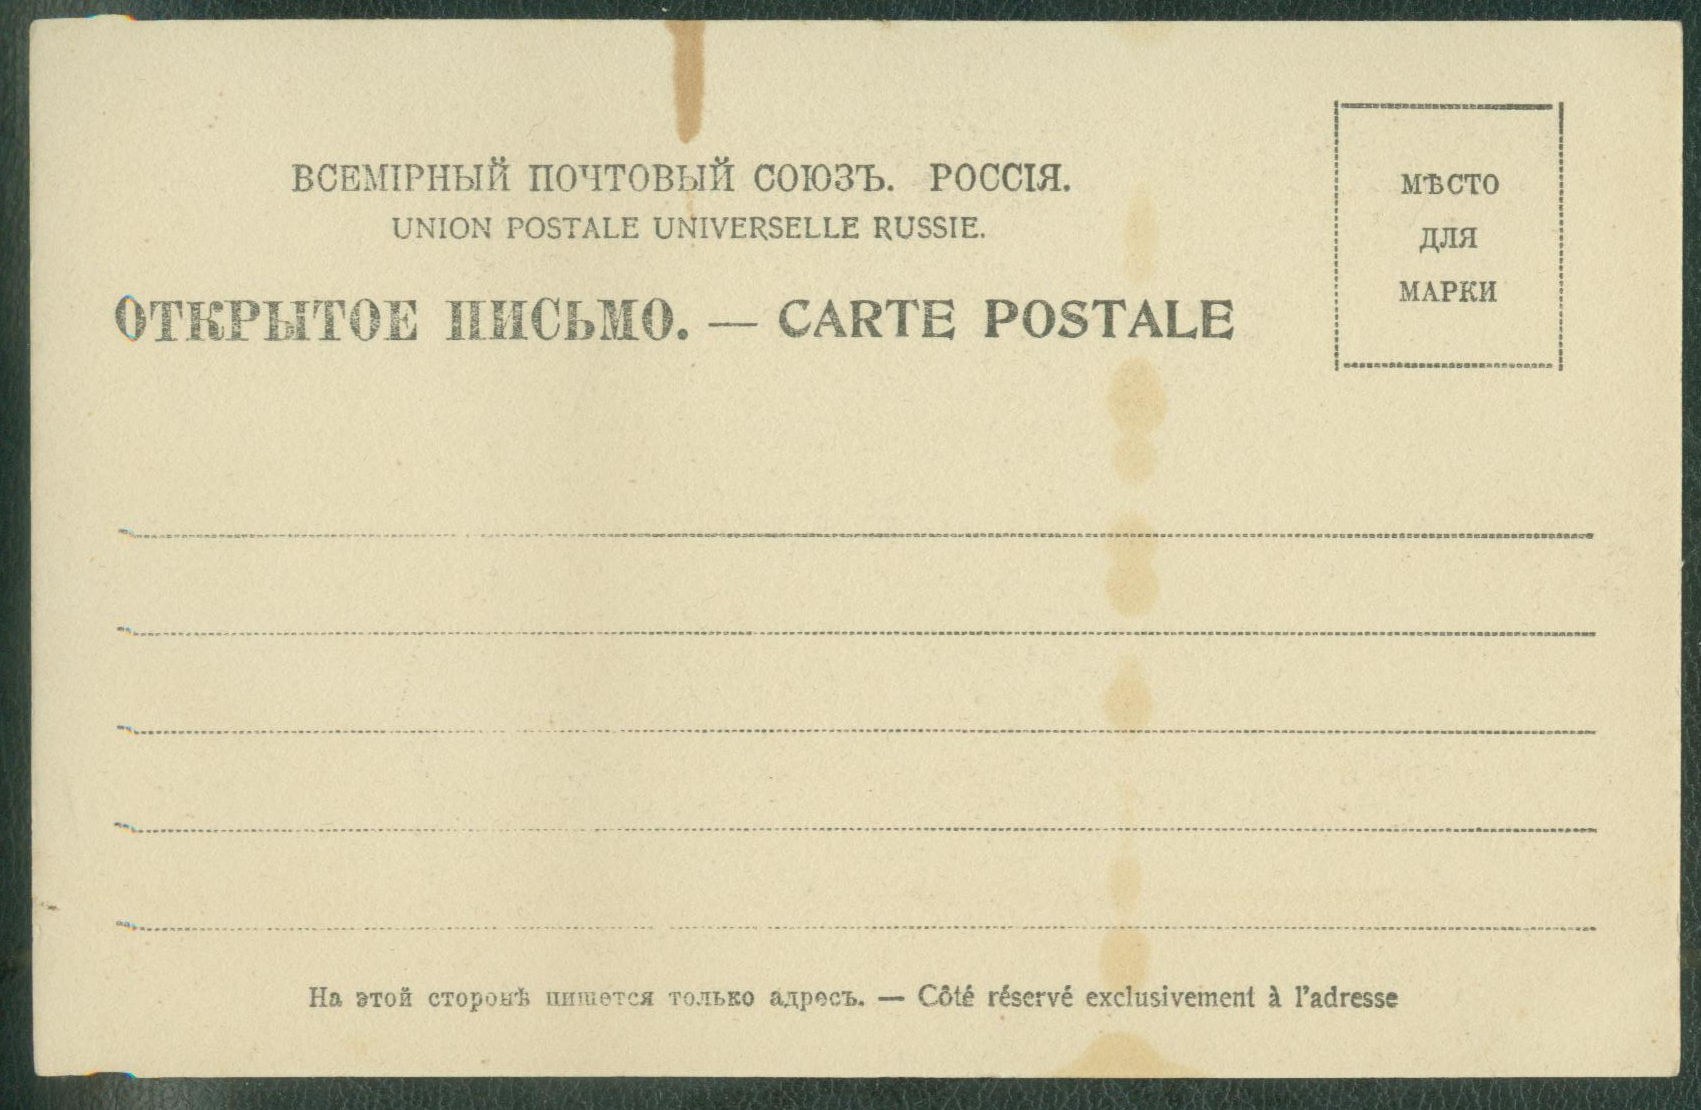 ВСЕМІРНЫЙ ПОЧТОВЫЙ СОЮЗЪ. РОССІЯ.
UNION POSTALE UNIVERSELLE RUSSIE.
ОТКРЫТОЕ ПИСЬМО. — CARTE POSTALE
МѢСТО
ДЛЯ
МАРКИ
На этой сторонѣ пишется только адресъ. — Côté réservé exclusivement à l'adresse